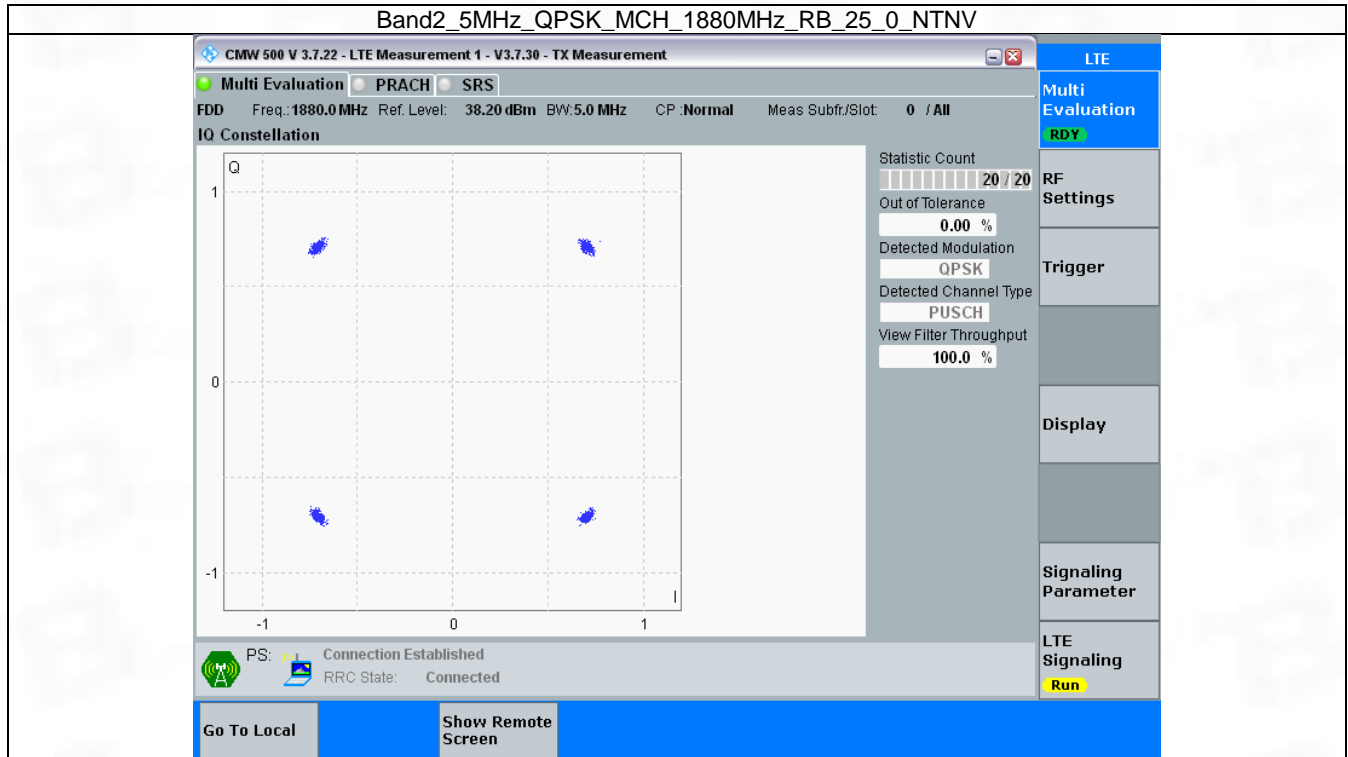 Band2_5MHz_QPSK_MCH_1880MHz_RB_25_0_NTNV
CMW 500 V 3.7.22 - LTE Measurement 1 - V3.7.30 - TX Measurement
LTE
Multi Evaluation PRACH SRS
FDD Freq.:1880.0 MHz Ref. Level: 38.20 dBm BW:5.0 MHz CP :Normal Meas Subfr./Slot: 0 / All
IQ Constellation
Q
1
0
-1
I
-1 0 1
Statistic Count
20 / 20
Out of Tolerance
0.00 %
Detected Modulation
QPSK
Detected Channel Type
PUSCH
View Filter Throughput
100.0 %
Multi
Evaluation
RDY
RF
Settings
Trigger
Display
Signaling
Parameter
LTE
Signaling
Run
PS: Connection Established
RRC State: Connected
Go To Local
Show Remote
Screen